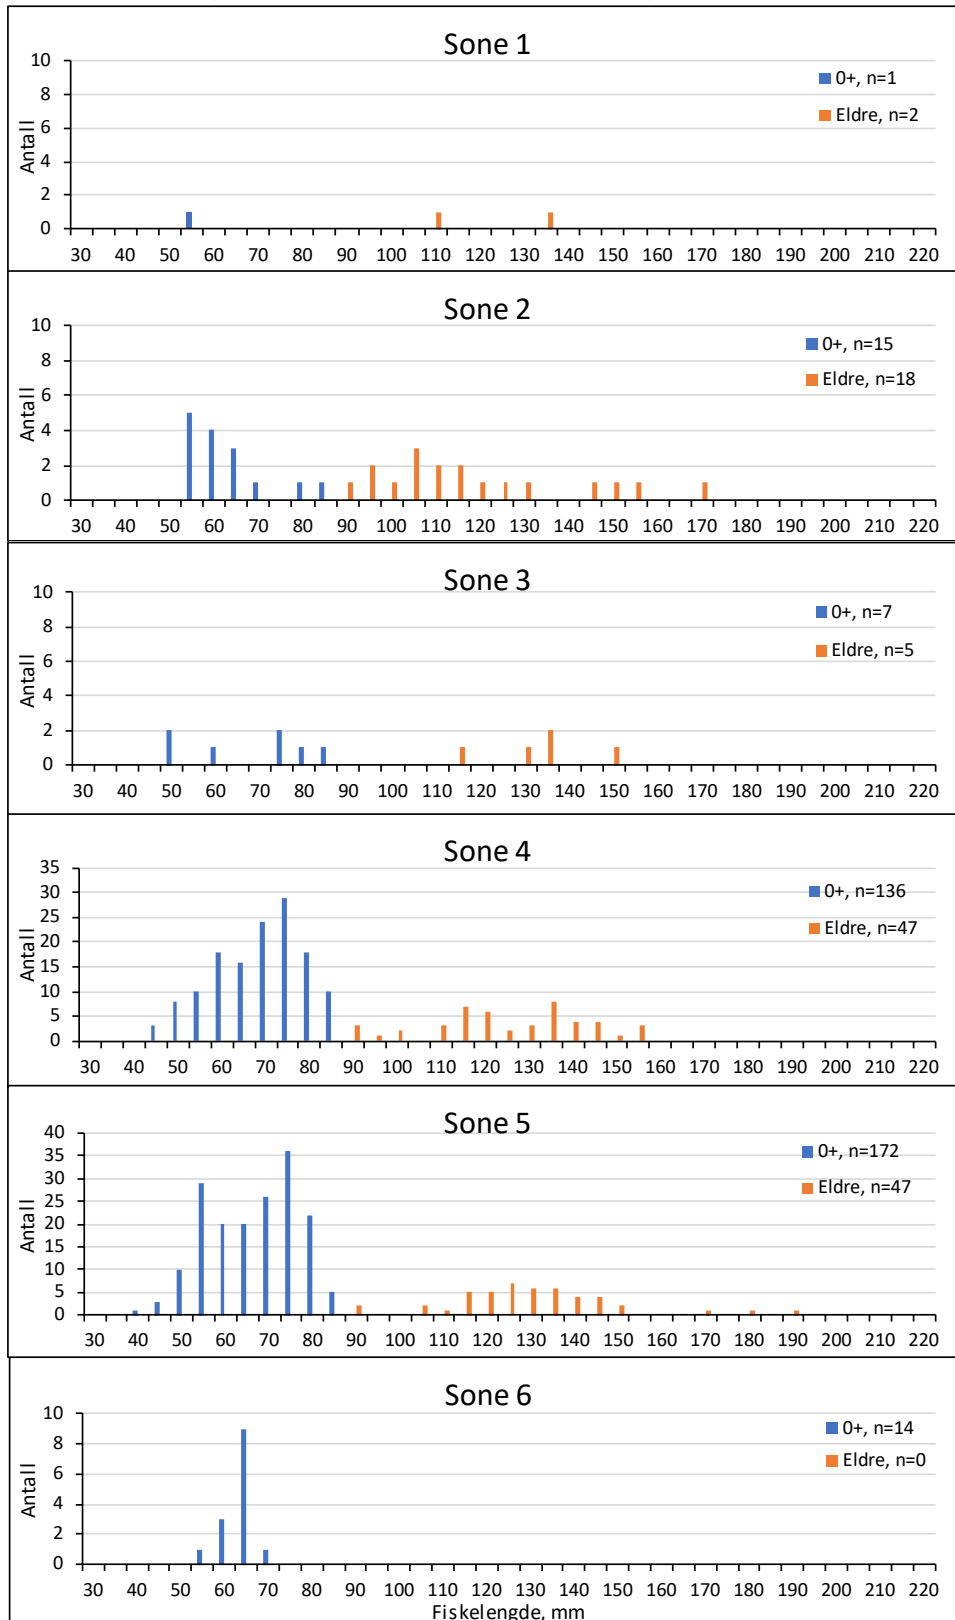 Sone 1
10
8
6
4
2
0
Antall
0+, n=1
Eldre, n=2
30 40 50 60 70 80 90 100 110 120 130 140 150 160 170 180 190 200 210 220
Sone 2
10
8
6
4
2
0
Antall
0+, n=15
Eldre, n=18
30 40 50 60 70 80 90 100 110 120 130 140 150 160 170 180 190 200 210 220
Sone 3
10
8
6
4
2
0
Antall
0+, n=7
Eldre, n=5
30 40 50 60 70 80 90 100 110 120 130 140 150 160 170 180 190 200 210 220
Sone 4
35
30
25
20
15
10
5
0
Antall
0+, n=136
Eldre, n=47
30 40 50 60 70 80 90 100 110 120 130 140 150 160 170 180 190 200 210 220
Sone 5
40
35
30
25
20
15
10
5
0
Antall
0+, n=172
Eldre, n=47
30 40 50 60 70 80 90 100 110 120 130 140 150 160 170 180 190 200 210 220
Sone 6
10
8
6
4
2
0
Antall
0+, n=14
Eldre, n=0
30 40 50 60 70 80 90 100 110 120 130 140 150 160 170 180 190 200 210 220
Fiskelengde, mm